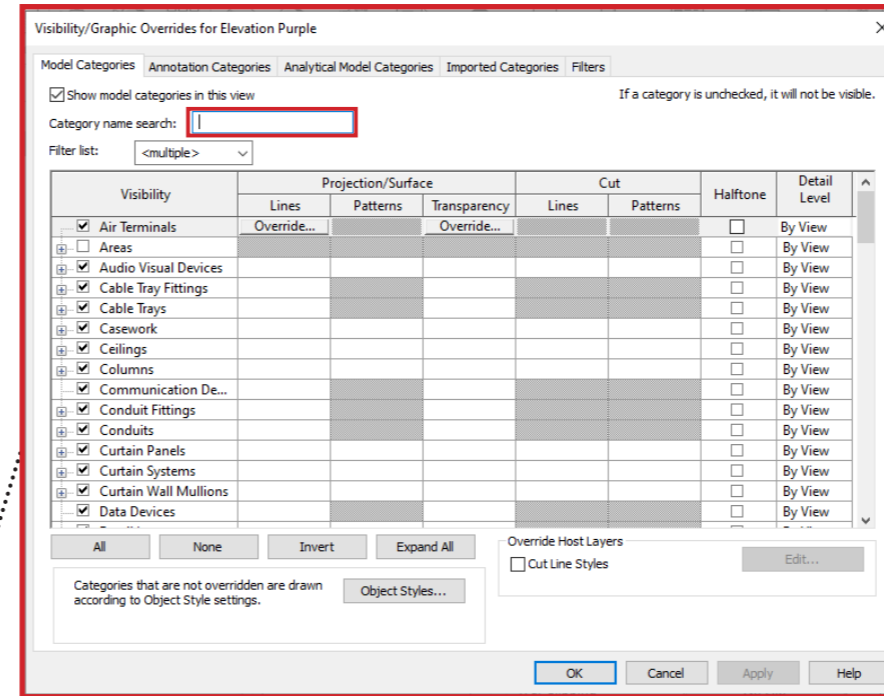 Visibility/Graphic Overrides for Elevation Purple
Model Categories Annotation Categories Analytical Model Categories Imported Categories Filters
Show model categories in this view If a category is unchecked, it will not be visible.
Category name search:
Filter list: <multiple>
Visibility Projection/Surface Cut Halftone Detail Level
Lines Patterns Transparency Lines Patterns
Air Terminals Override... Override... By View
Areas By View
Audio Visual Devices By View
Cable Tray Fittings By View
Cable Trays By View
Casework By View
Ceilings By View
Columns By View
Communication De... By View
Conduit Fittings By View
Conduits By View
Curtain Panels By View
Curtain Systems By View
Curtain Wall Mullions By View
Data Devices By View
All None Invert Expand All Override Host Layers
Cut Line Styles Edit...
Categories that are not overridden are drawn
according to Object Style settings. Object Styles...
OK Cancel Apply Help